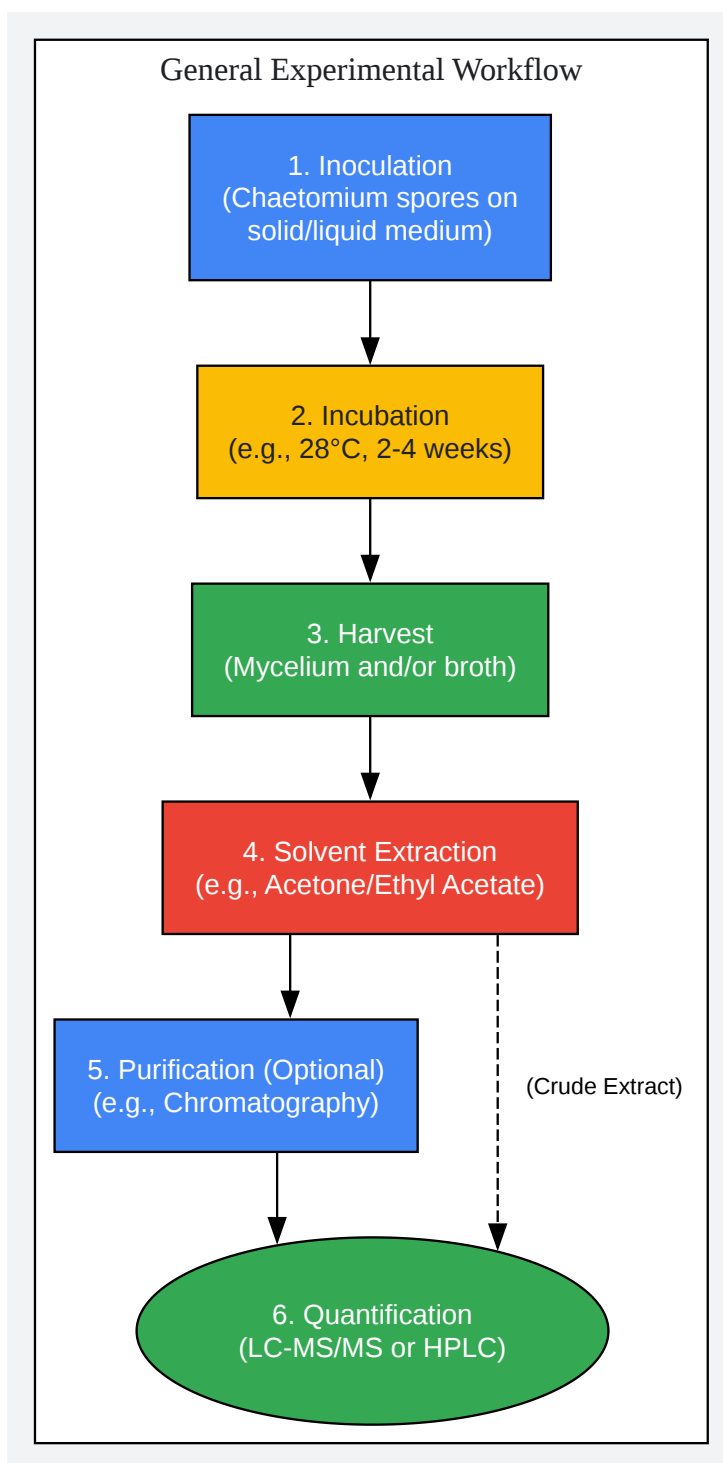 General Experimental Workflow
1. Inoculation
(Chaetomium spores on
solid/liquid medium)
2. Incubation
(e.g., 28°C, 2-4 weeks)
3. Harvest
(Mycelium and/or broth)
4. Solvent Extraction
(e.g., Acetone/Ethyl Acetate)
5. Purification (Optional)
(e.g., Chromatography)
(Crude Extract)
6. Quantification
(LC-MS/MS or HPLC)